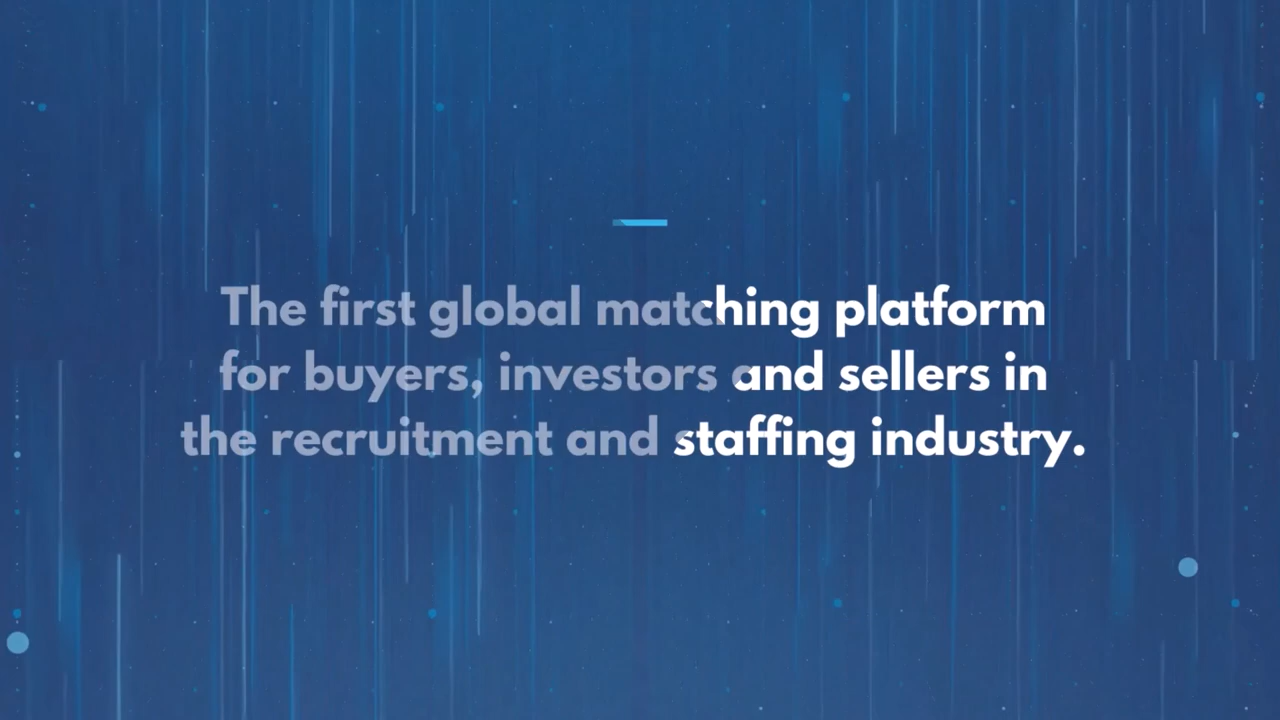 The first global matching platform
for buyers, investors and sellers in
the recruitment and staffing industry.